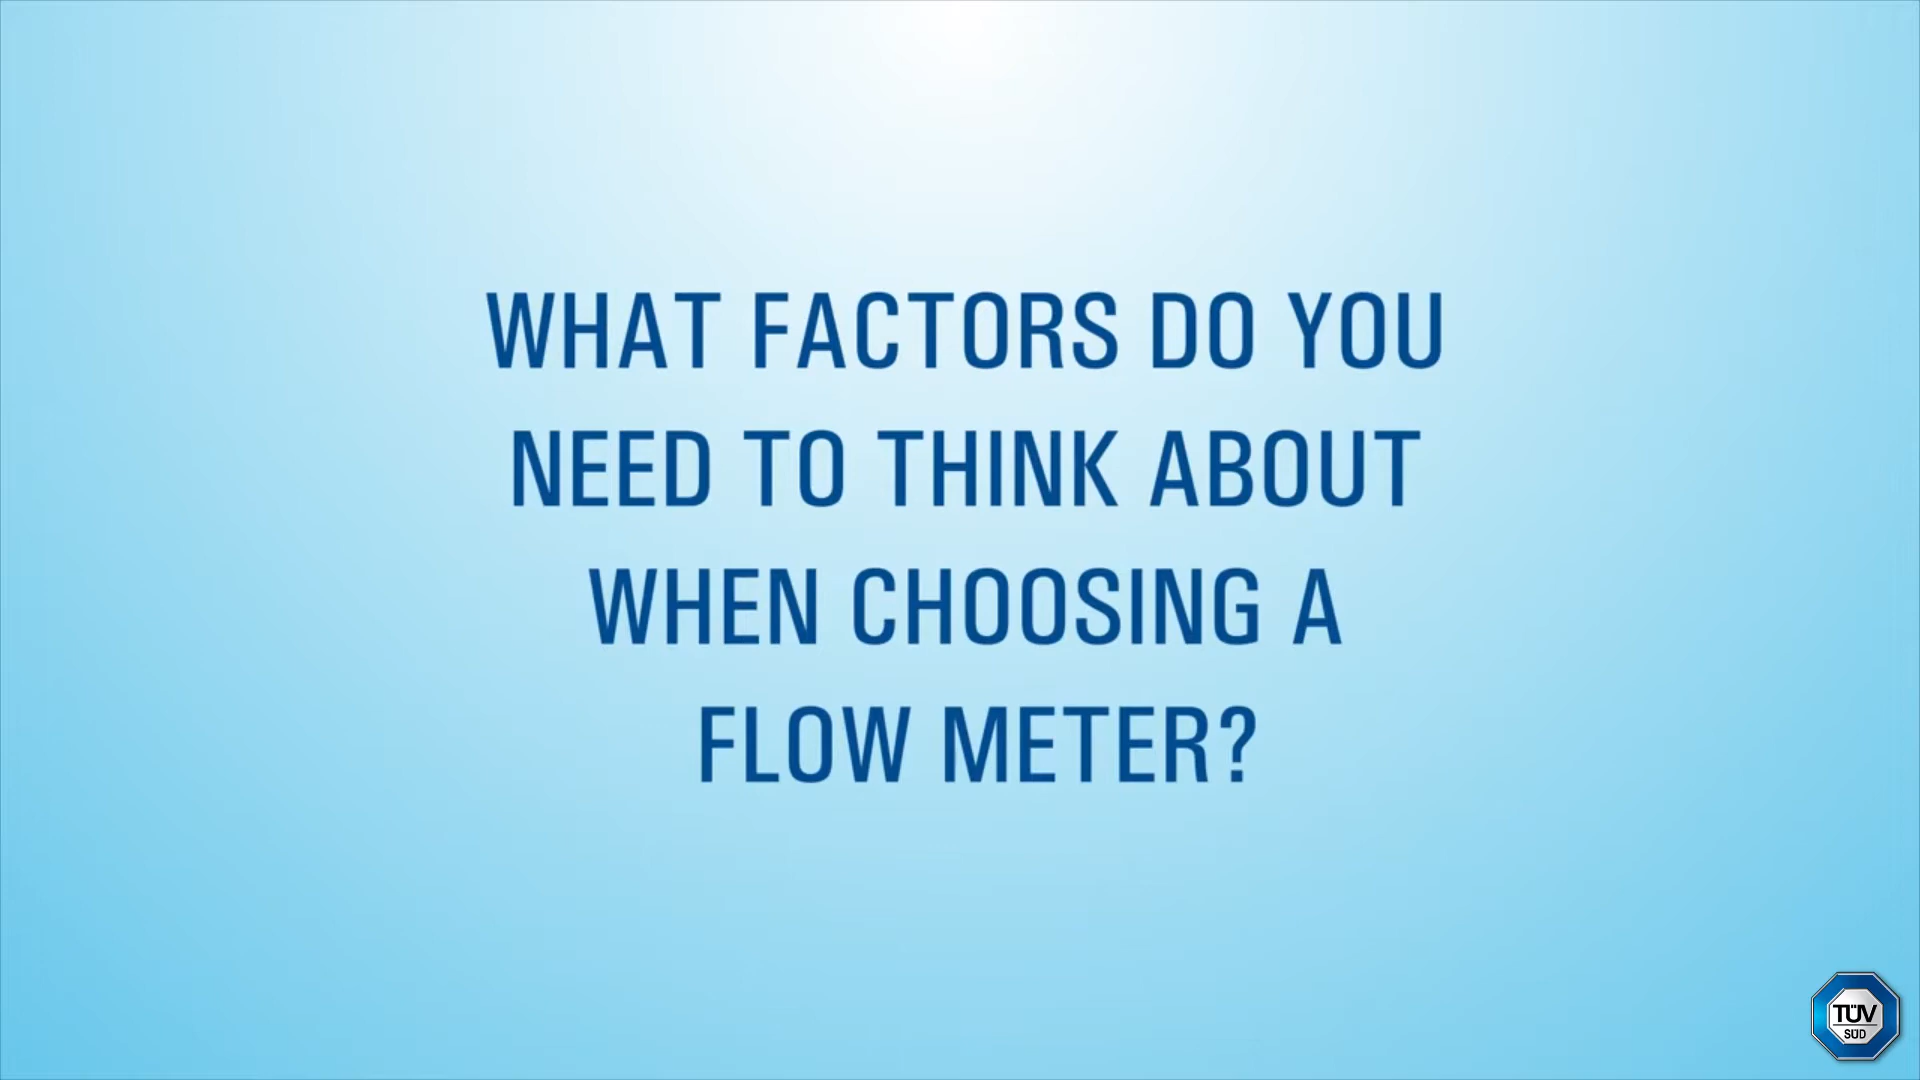 WHAT FACTORS DO YOU
NEED TO THINK ABOUT
WHEN CHOOSING A
FLOW METER?
TÜV
SÜD